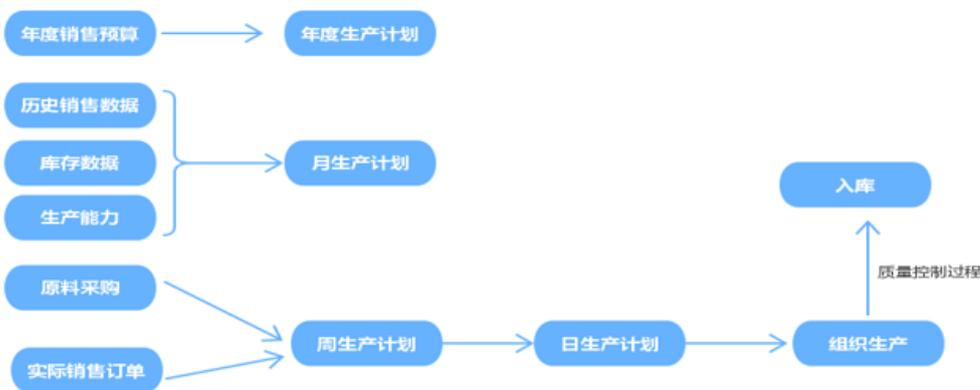 年度销售预算
年度生产计划
历史销售数据
库存数据
月生产计划
生产能力
入库
原料采购
质量控制过程
周生产计划
日生产计划
组织生产
实际销售订单